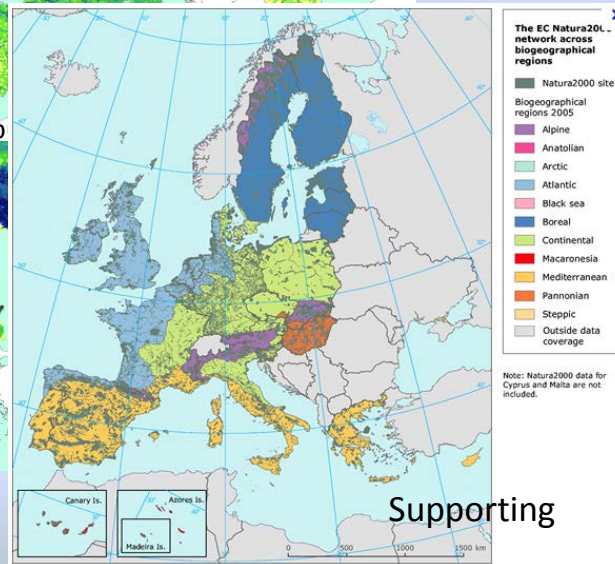 The EC Natura20
network across
biogeographical
regions
Natura2000 site
Biogeographical
regions 2005
Alpine
Anatolian
Arctic
Atlantic
Black sea
Boreal
Continental
Macaronesia
Mediterranean
Pannonian
Steppic
Outside data
coverage
Note: Natura2000 data for
Cyprus and Malta are not
included.
Canary Is.
Azores Is.
Madeira Is.
Supporting
0 500 1000 1500 km